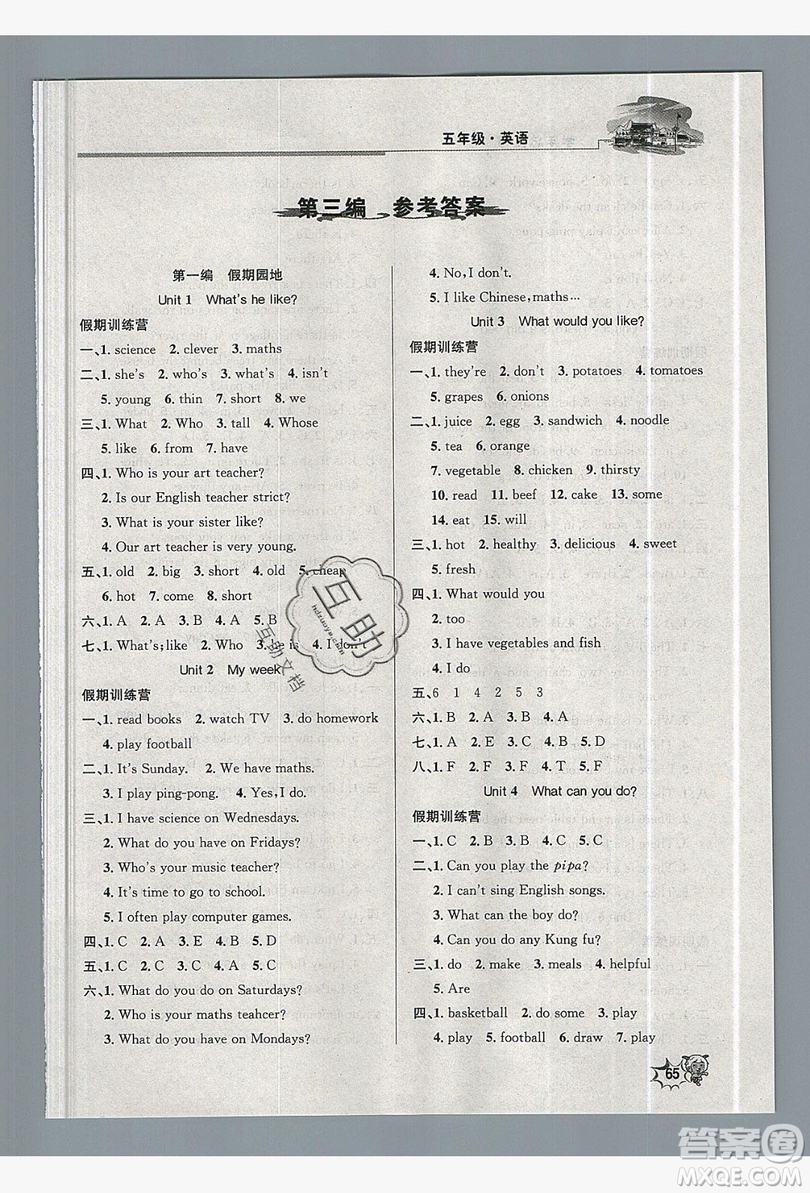 五年级·英语
第三编 参考答案
第一编 假期园地
Unit 1 What's he like?
假期训练营
一、1. science 2. clever 3. maths
二、1. she's 2. who's 3. what's 4. isn't
5. young 6. thin 7. short 8. we
三、1. What 2. Who 3. tall 4. Whose
5. like 6. from 7. have
四、1. Who is your art teacher?
2. Is our English teacher strict?
3. What is your sister like?
4. Our art teacher is very young.
五、1. old 2. big 3. short 4. old 5. cheap
6. hot 7. come 8. short
六、1. A 2. A 3. A 4. B 5. B
七、1. What's;like 2. Who 3. is 4. I don't
Unit 2 My week
假期训练营
一、1. read books 2. watch TV 3. do homework
4. play football
二、1. It's Sunday. 2. We have maths.
3. I play ping-pong. 4. Yes, I do.
三、1. I have science on Wednesdays.
2. What do you have on Fridays?
3. Who's your music teacher?
4. It's time to go to school.
5. I often play computer games.
四、1. C 2. A 3. C 4. B 5. D
五、1. C 2. C 3. A 4. C 5. A
六、1. What do you do on Saturdays?
2. Who is your maths teahcer?
3. What do you have on Mondays?
4. No, I don't.
5. I like Chinese, maths…
Unit 3 What would you like?
假期训练营
一、1. they're 2. don't 3. potatoes 4. tomatoes
5. grapes 6. onions
二、1. juice 2. egg 3. sandwich 4. noodle
5. tea 6. orange
7. vegetable 8. chicken 9. thirsty
10. read 11. beef 12. cake 13. some
14. eat 15. will
三、1. hot 2. healthy 3. delicious 4. sweet
5. fresh
四、1. What would you
2. too
3. I have vegetables and fish
4. I do
五、6 1 4 2 5 3
六、1. B 2. A 3. B 4. A
七、1. A 2. A 3. C 4. B 5. D
八、1. F 2. F 3. F 4. F 5. F
Unit 4 What can you do?
假期训练营
一、1. C 2. B 3. C 4. B 5. B
二、1. Can you play the pipa?
2. I can't sing English songs.
3. What can the boy do?
4. Can you do any Kung fu?
三、1. do 2. make 3. meals 4. helpful
5. Are
四、1. basketball 2. do some 3. play
4. play 5. football 6. draw 7. play
65
互助
hdzuoye.com
互助文档
答案圈
MXQE.COM